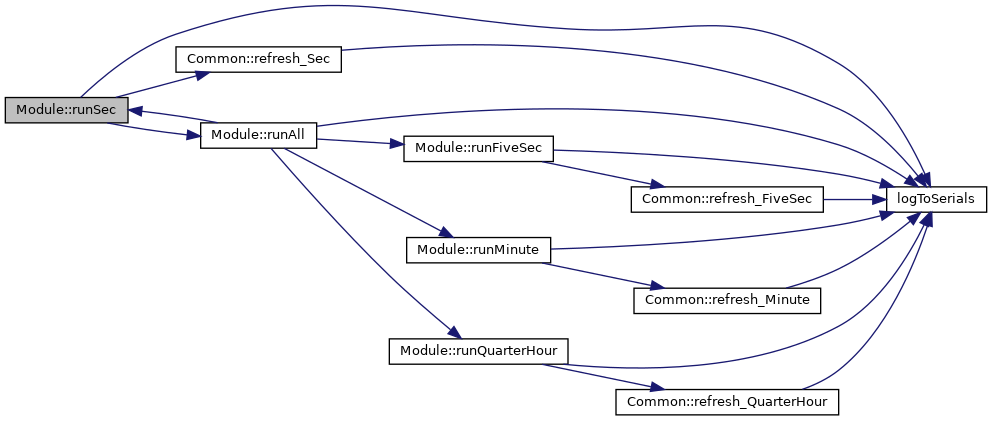 Common::refresh_Sec
Module::runSec
Module::runAll
Module::runFiveSec
Common::refresh_FiveSec
logToSerials
Module::runMinute
Common::refresh_Minute
Module::runQuarterHour
Common::refresh_QuarterHour